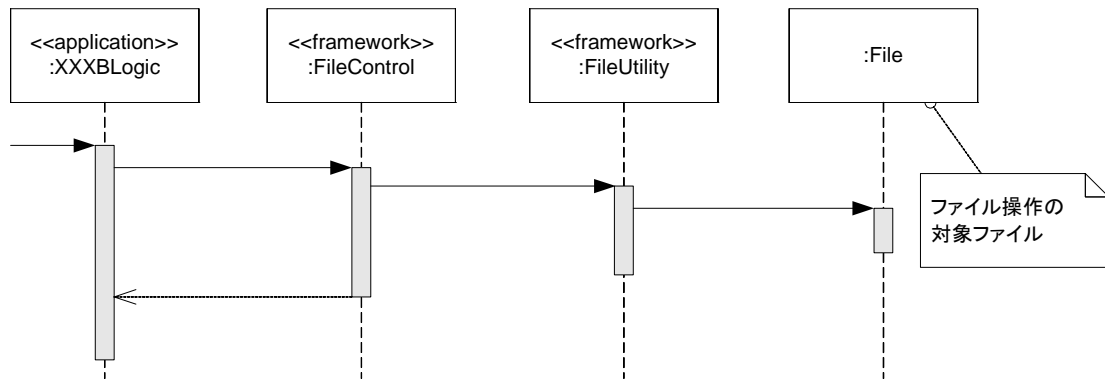 <<application>>
:XXXBLogic
<<framework>>
:FileControl
<<framework>>
:FileUtility
:File
ファイル操作の
対象ファイル